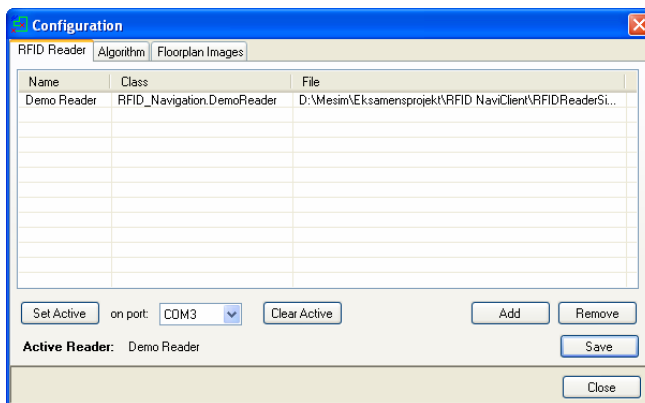 Configuration
RFID Reader Algorithm Floorplan Images
Name Class File
Demo Reader RFID_Navigation.DemoReader D:\Mesim\Eksamensprojekt\RFID NaviClient\RFIDReaderSi...
Set Active on port: COM3 Clear Active Add Remove
Active Reader: Demo Reader Save
Close